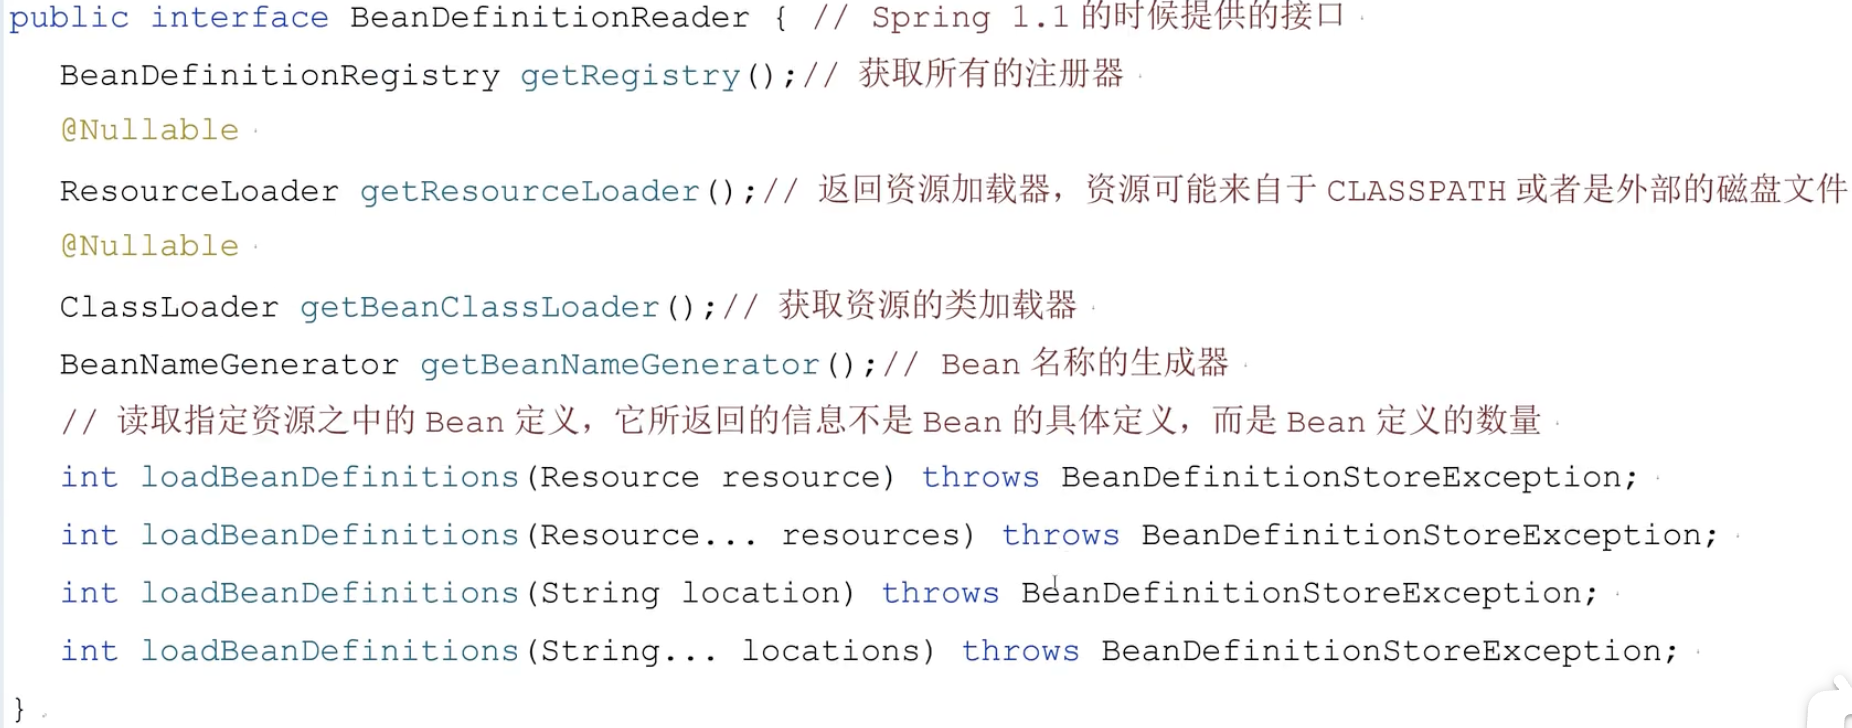 public interface BeanDefinitionReader { // Spring 1.1 的时候提供的接口
BeanDefinitionRegistry getRegistry();// 获取所有的注册器
@Nullable
ResourceLoader getResourceLoader();// 返回资源加载器，资源可能来自于 CLASSPATH 或者是外部的磁盘文件
@Nullable
ClassLoader getBeanClassLoader();// 获取资源的类加载器
BeanNameGenerator getBeanNameGenerator();// Bean 名称的生成器
// 读取指定资源之中的 Bean 定义，它所返回的信息不是 Bean 的具体定义，而是 Bean 定义的数量
int loadBeanDefinitions(Resource resource) throws BeanDefinitionStoreException;
int loadBeanDefinitions(Resource... resources) throws BeanDefinitionStoreException;
int loadBeanDefinitions(String location) throws BeanDefinitionStoreException;
int loadBeanDefinitions(String... locations) throws BeanDefinitionStoreException;
}